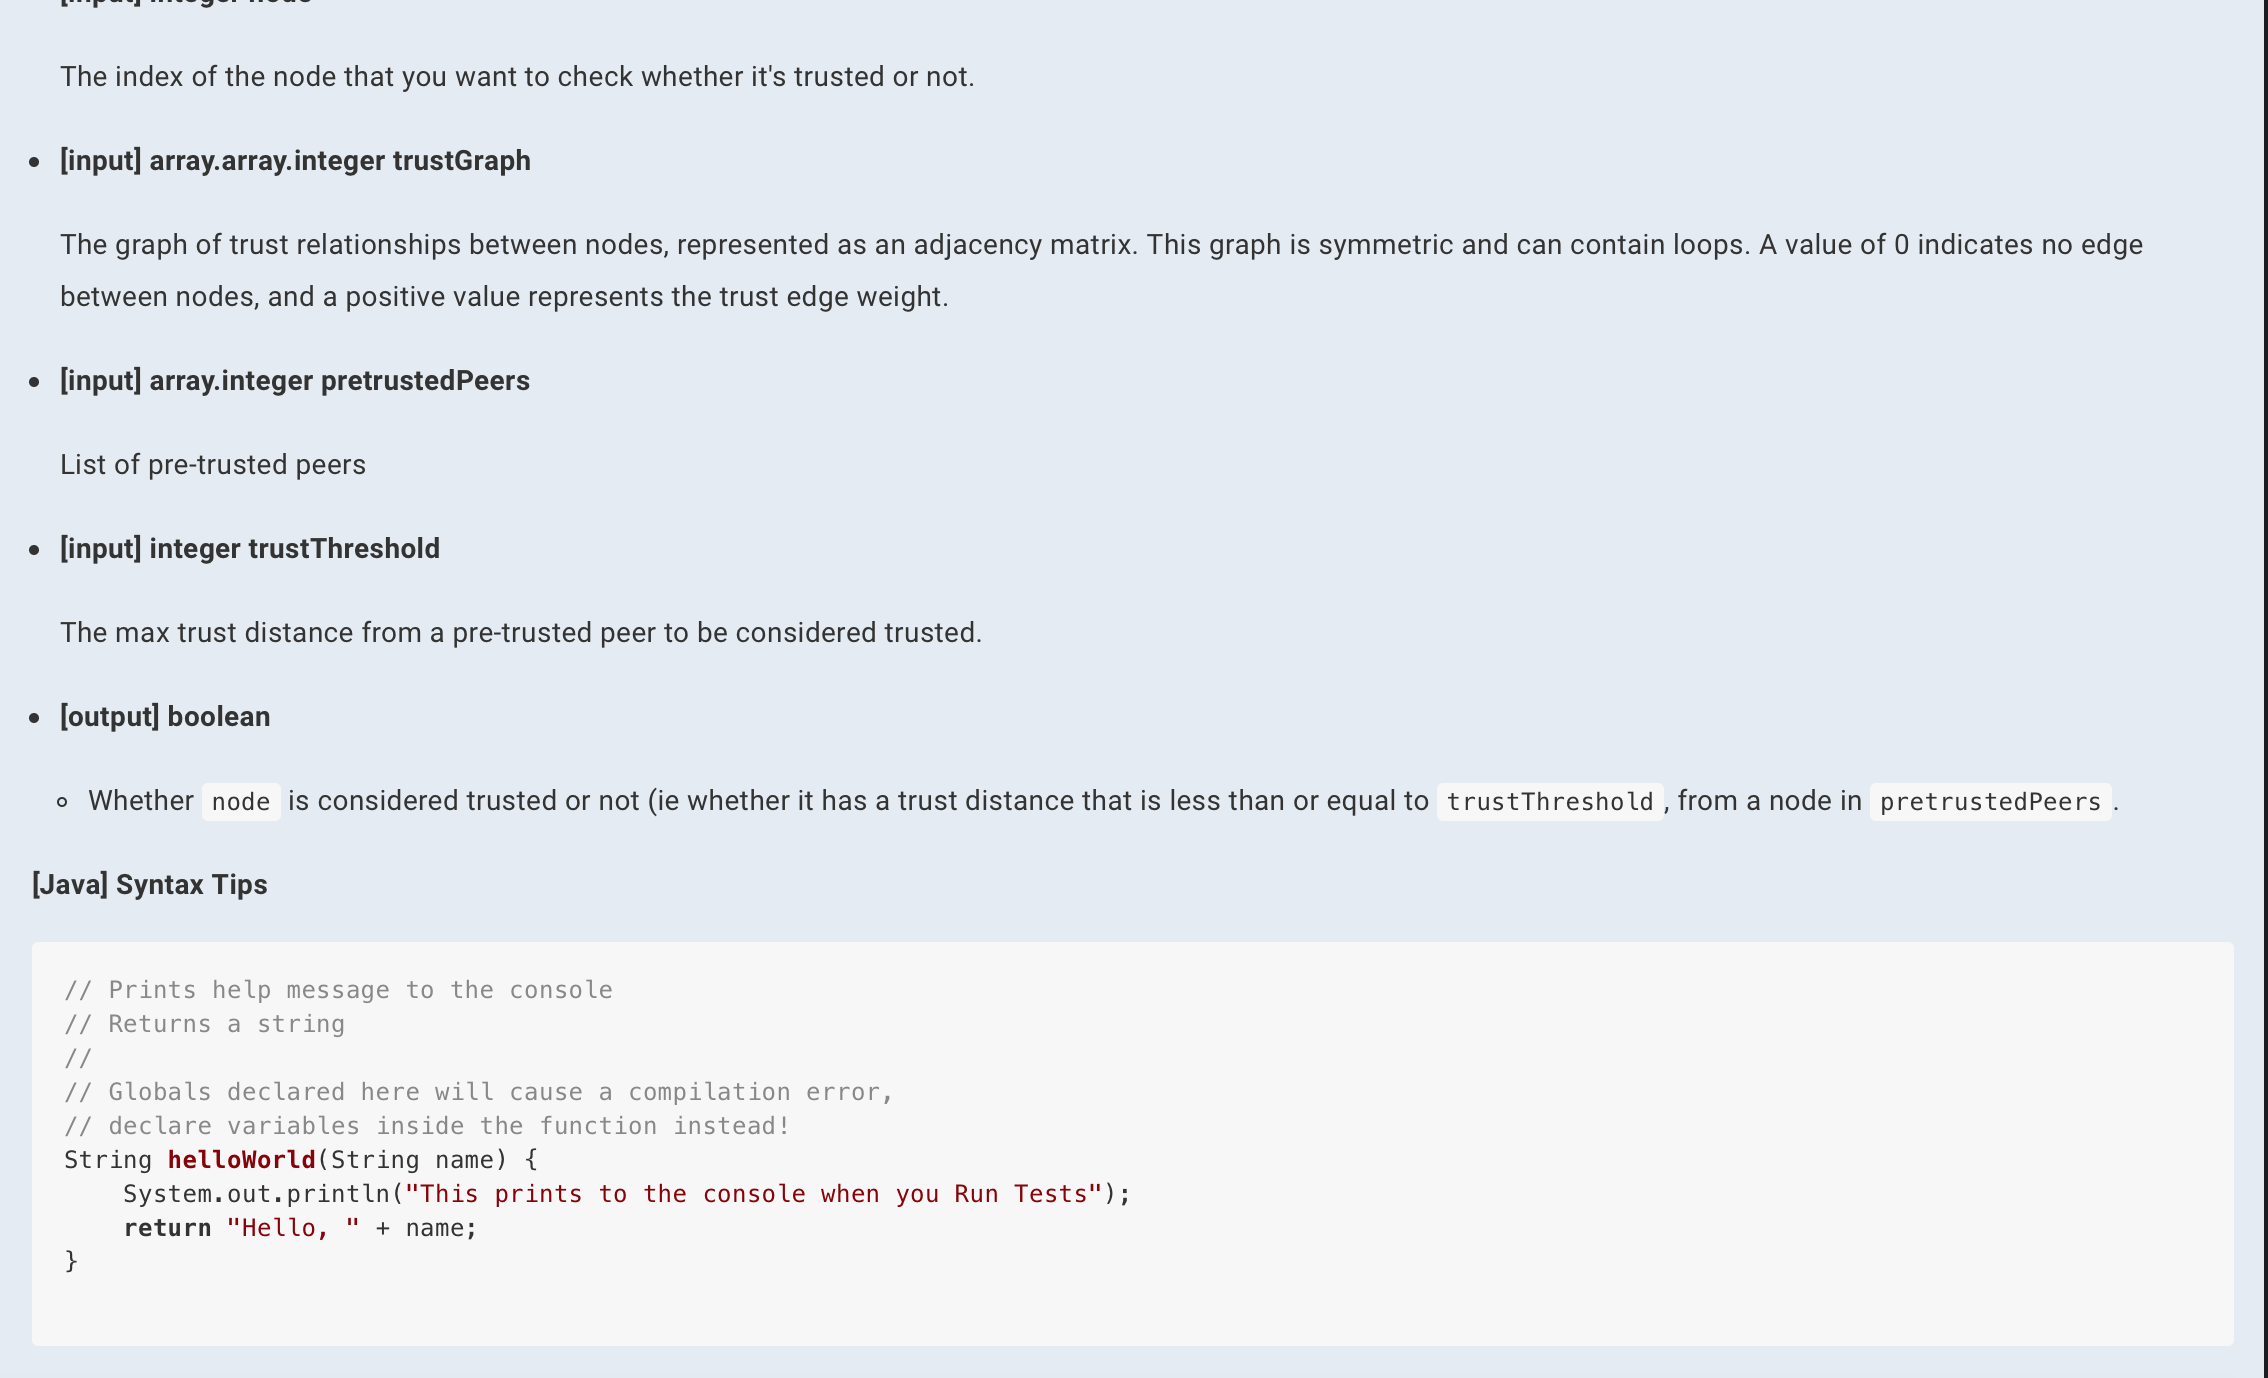 [input] integer node
The index of the node that you want to check whether it's trusted or not.
[input] array.array.integer trustGraph
The graph of trust relationships between nodes, represented as an adjacency matrix. This graph is symmetric and can contain loops. A value of 0 indicates no edge
between nodes, and a positive value represents the trust edge weight.
[input] array.integer pretrustedPeers
List of pre-trusted peers
[input] integer trustThreshold
The max trust distance from a pre-trusted peer to be considered trusted.
[output] boolean
Whether node is considered trusted or not (ie whether it has a trust distance that is less than or equal to trustThreshold, from a node in pretrustedPeers.
[Java] Syntax Tips
// Prints help message to the console
// Returns a string
//
// Globals declared here will cause a compilation error,
// declare variables inside the function instead!
String helloWorld(String name) {
    System.out.println("This prints to the console when you Run Tests");
    return "Hello, " + name;
}